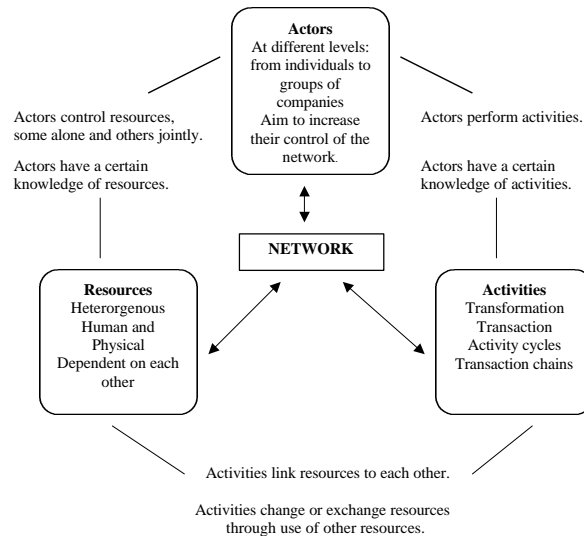 Actors
At different levels:
from individuals to
groups of
companies
Aim to increase
their control of the
network.
Actors control resources,
some alone and others jointly.
Actors have a certain
knowledge of resources.
Actors perform activities.
Actors have a certain
knowledge of activities.
NETWORK
Resources
Heterorgenous
Human and
Physical
Dependent on each
other
Activities
Transformation
Transaction
Activity cycles
Transaction chains
Activities link resources to each other.
Activities change or exchange resources
through use of other resources.